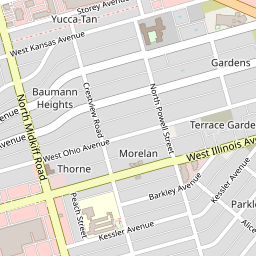 Storey Avenue
Yucca-Tan
West Kansas Avenue
Gardens
Baumann
Heights
Crestview Road
North Powell Street
North Midkiff Road
Terrace Garde
West Ohio Avenue
Morelan
West Illinois Av
Thorne
Barkley Avenue
Kessler Avenue
Peach Street
Parkl
Kessler Avenue
Alice